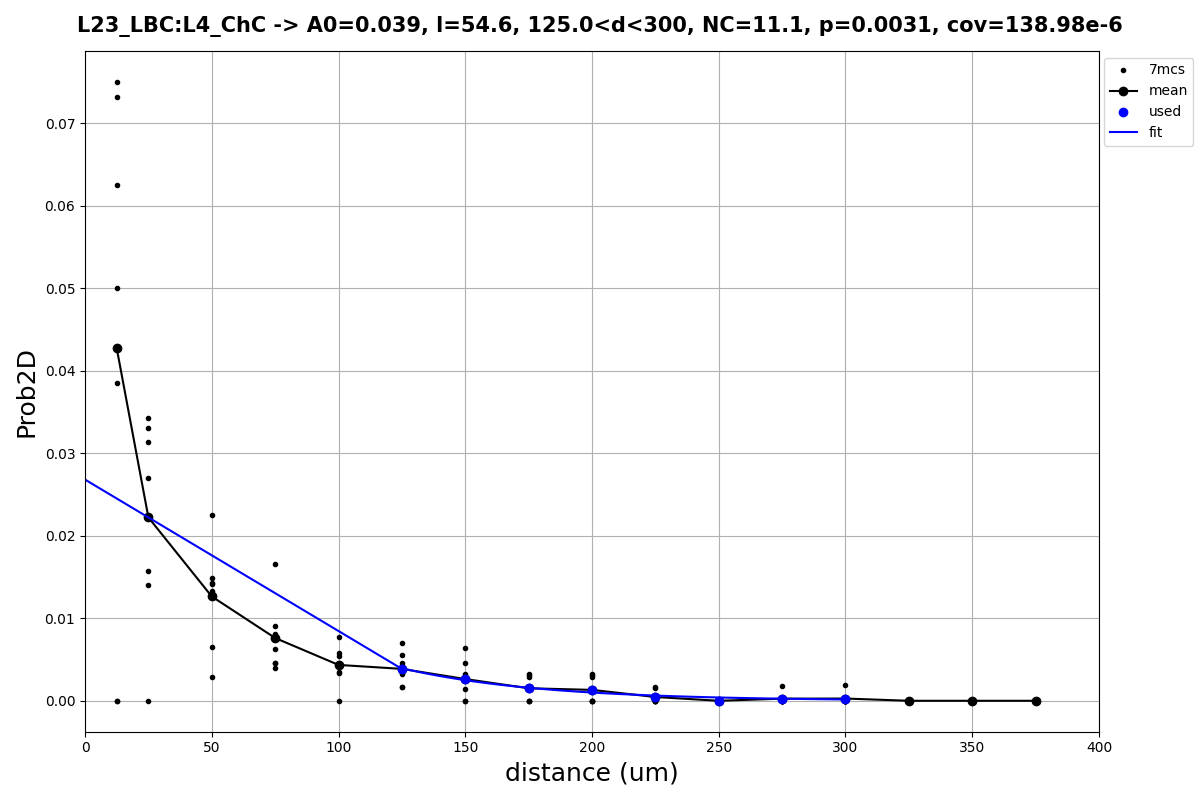 L23_LBC:L4_ChC -> A0=0.039, l=54.6, 125.0<d<300, NC=11.1, p=0.0031, cov=138.98e-6
7mcs
mean
used
fit
Prob2D
0.07
0.06
0.05
0.04
0.03
0.02
0.01
0.00
0 50 100 150 200 250 300 350 400
distance (um)